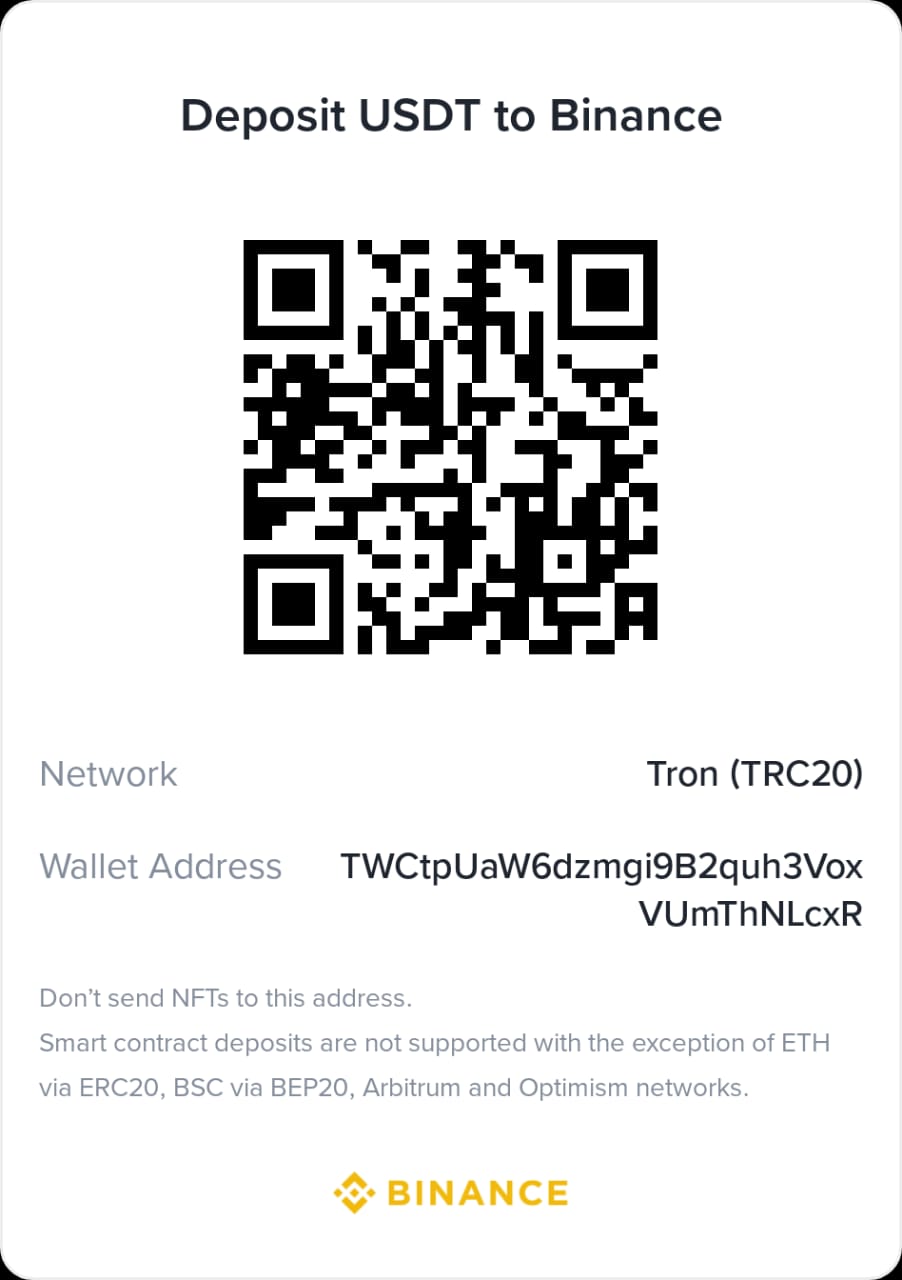 Deposit USDT to Binance
Network
Tron (TRC20)
Wallet Address
TWCtpUaW6dzmgi9B2quh3Vox
VUmThNLcxR
Don’t send NFTs to this address.
Smart contract deposits are not supported with the exception of ETH
via ERC20, BSC via BEP20, Arbitrum and Optimism networks.
BINANCE